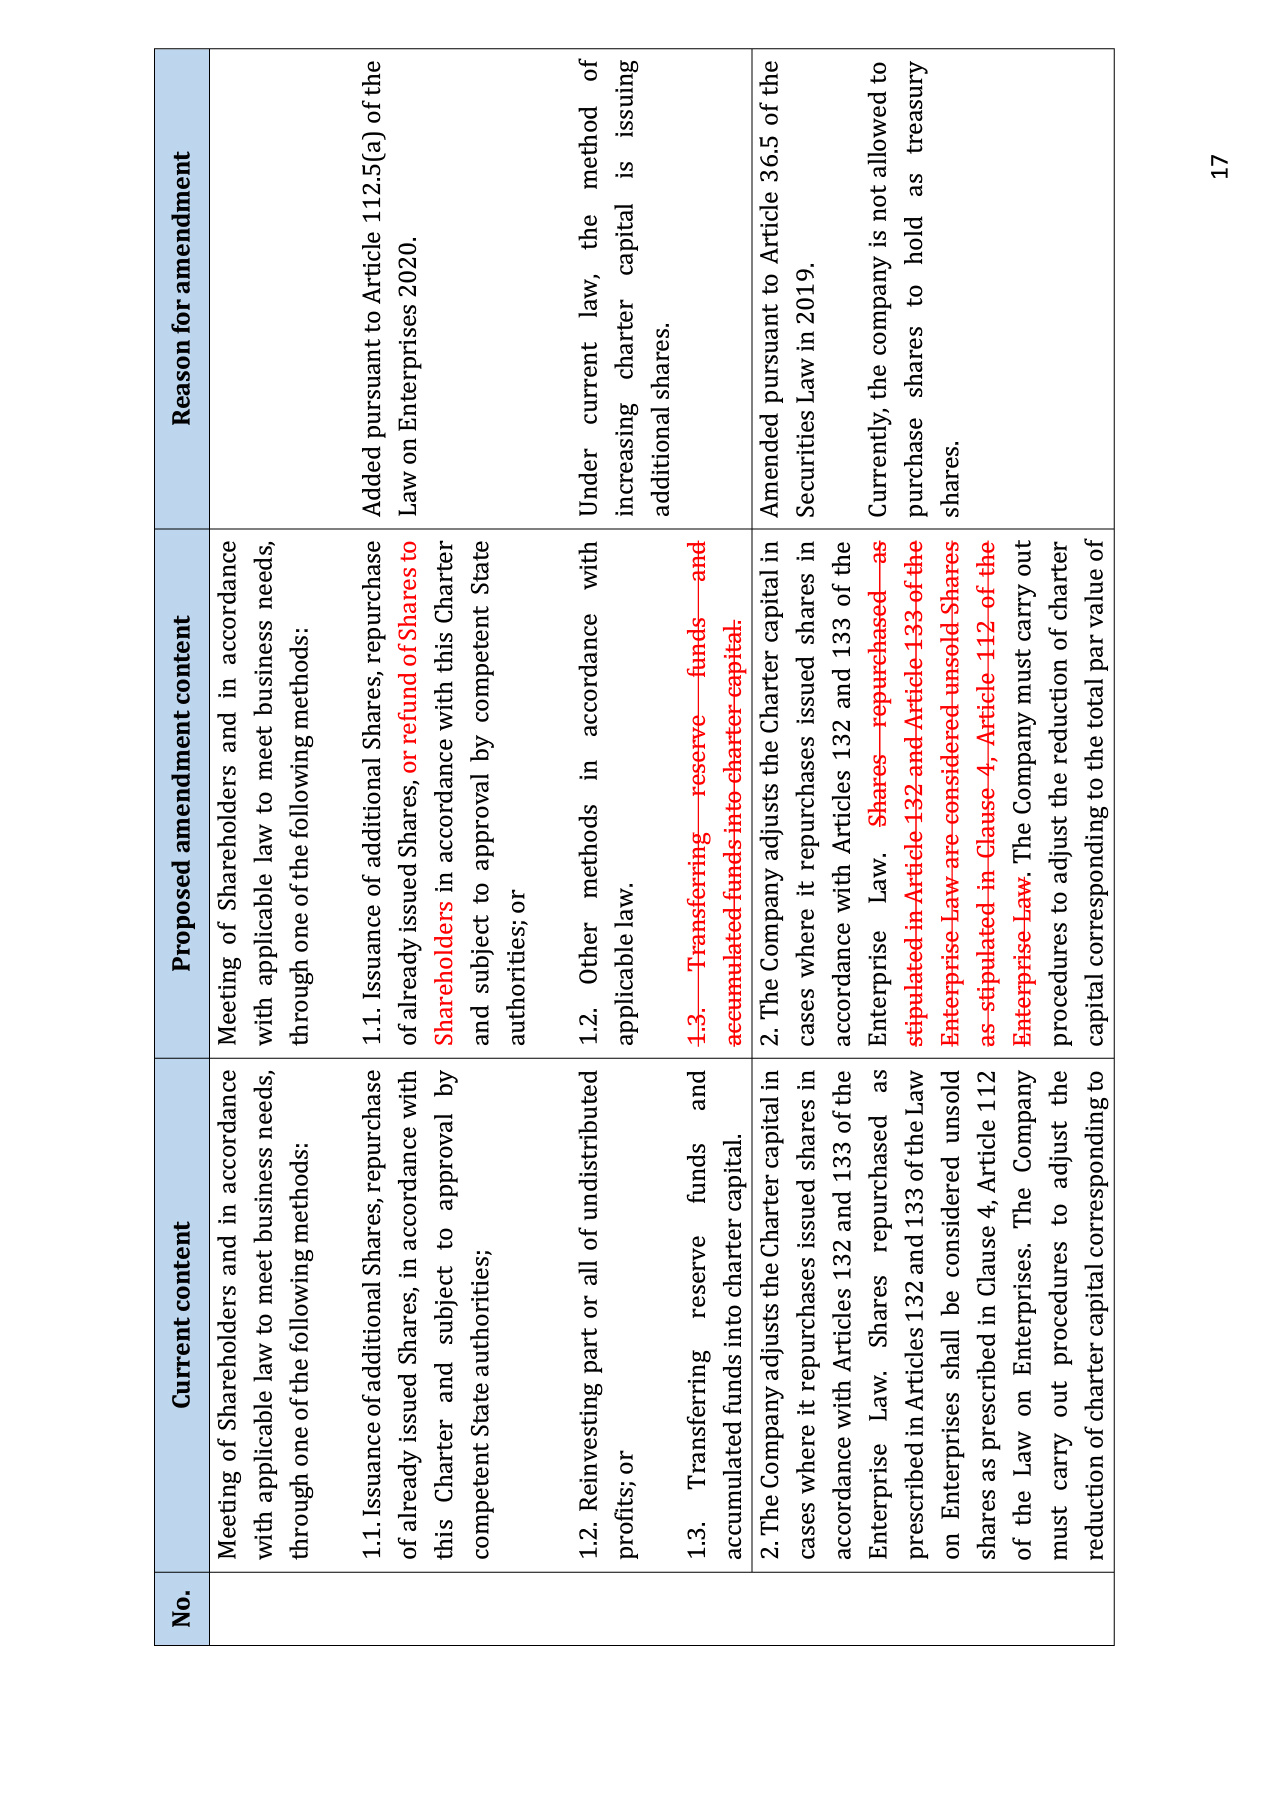 No.
Current content
Proposed amendment content
Reason for amendment
Meeting of Shareholders and in accordance
with applicable law to meet business needs,
through one of the following methods:
1.1. Issuance of additional Shares, repurchase
of already issued Shares, in accordance with
this Charter and subject to approval by
competent State authorities;
1.2. Reinvesting part or all of undistributed
profits; or
1.3. Transferring reserve funds and
accumulated funds into charter capital.
Meeting of Shareholders and in accordance
with applicable law to meet business needs,
through one of the following methods:
1.1. Issuance of additional Shares, repurchase
of already issued Shares, or refund of Shares to
Shareholders in accordance with this Charter
and subject to approval by competent State
authorities; or
1.2. Other methods in accordance with
applicable law.
1.3. Transferring reserve funds and
accumulated funds into charter capital.
Added pursuant to Article 112.5(a) of the
Law on Enterprises 2020.
Under current law, the method of
increasing charter capital is issuing
additional shares.
2. The Company adjusts the Charter capital in
cases where it repurchases issued shares in
accordance with Articles 132 and 133 of the
Enterprise Law. Shares repurchased as
prescribed in Articles 132 and 133 of the Law
on Enterprises shall be considered unsold
shares as prescribed in Clause 4, Article 112
of the Law on Enterprises. The Company
must carry out procedures to adjust the
reduction of charter capital corresponding to
2. The Company adjusts the Charter capital in
cases where it repurchases issued shares in
accordance with Articles 132 and 133 of the
Enterprise Law. Shares repurchased as
stipulated in Article 132 and Article 133 of the
Enterprise Law are considered unsold Shares
as stipulated in Clause 4, Article 112 of the
Enterprise Law. The Company must carry out
procedures to adjust the reduction of charter
capital corresponding to the total par value of
Amended pursuant to Article 36.5 of the
Securities Law in 2019.
Currently, the company is not allowed to
purchase shares to hold as treasury
shares.
17